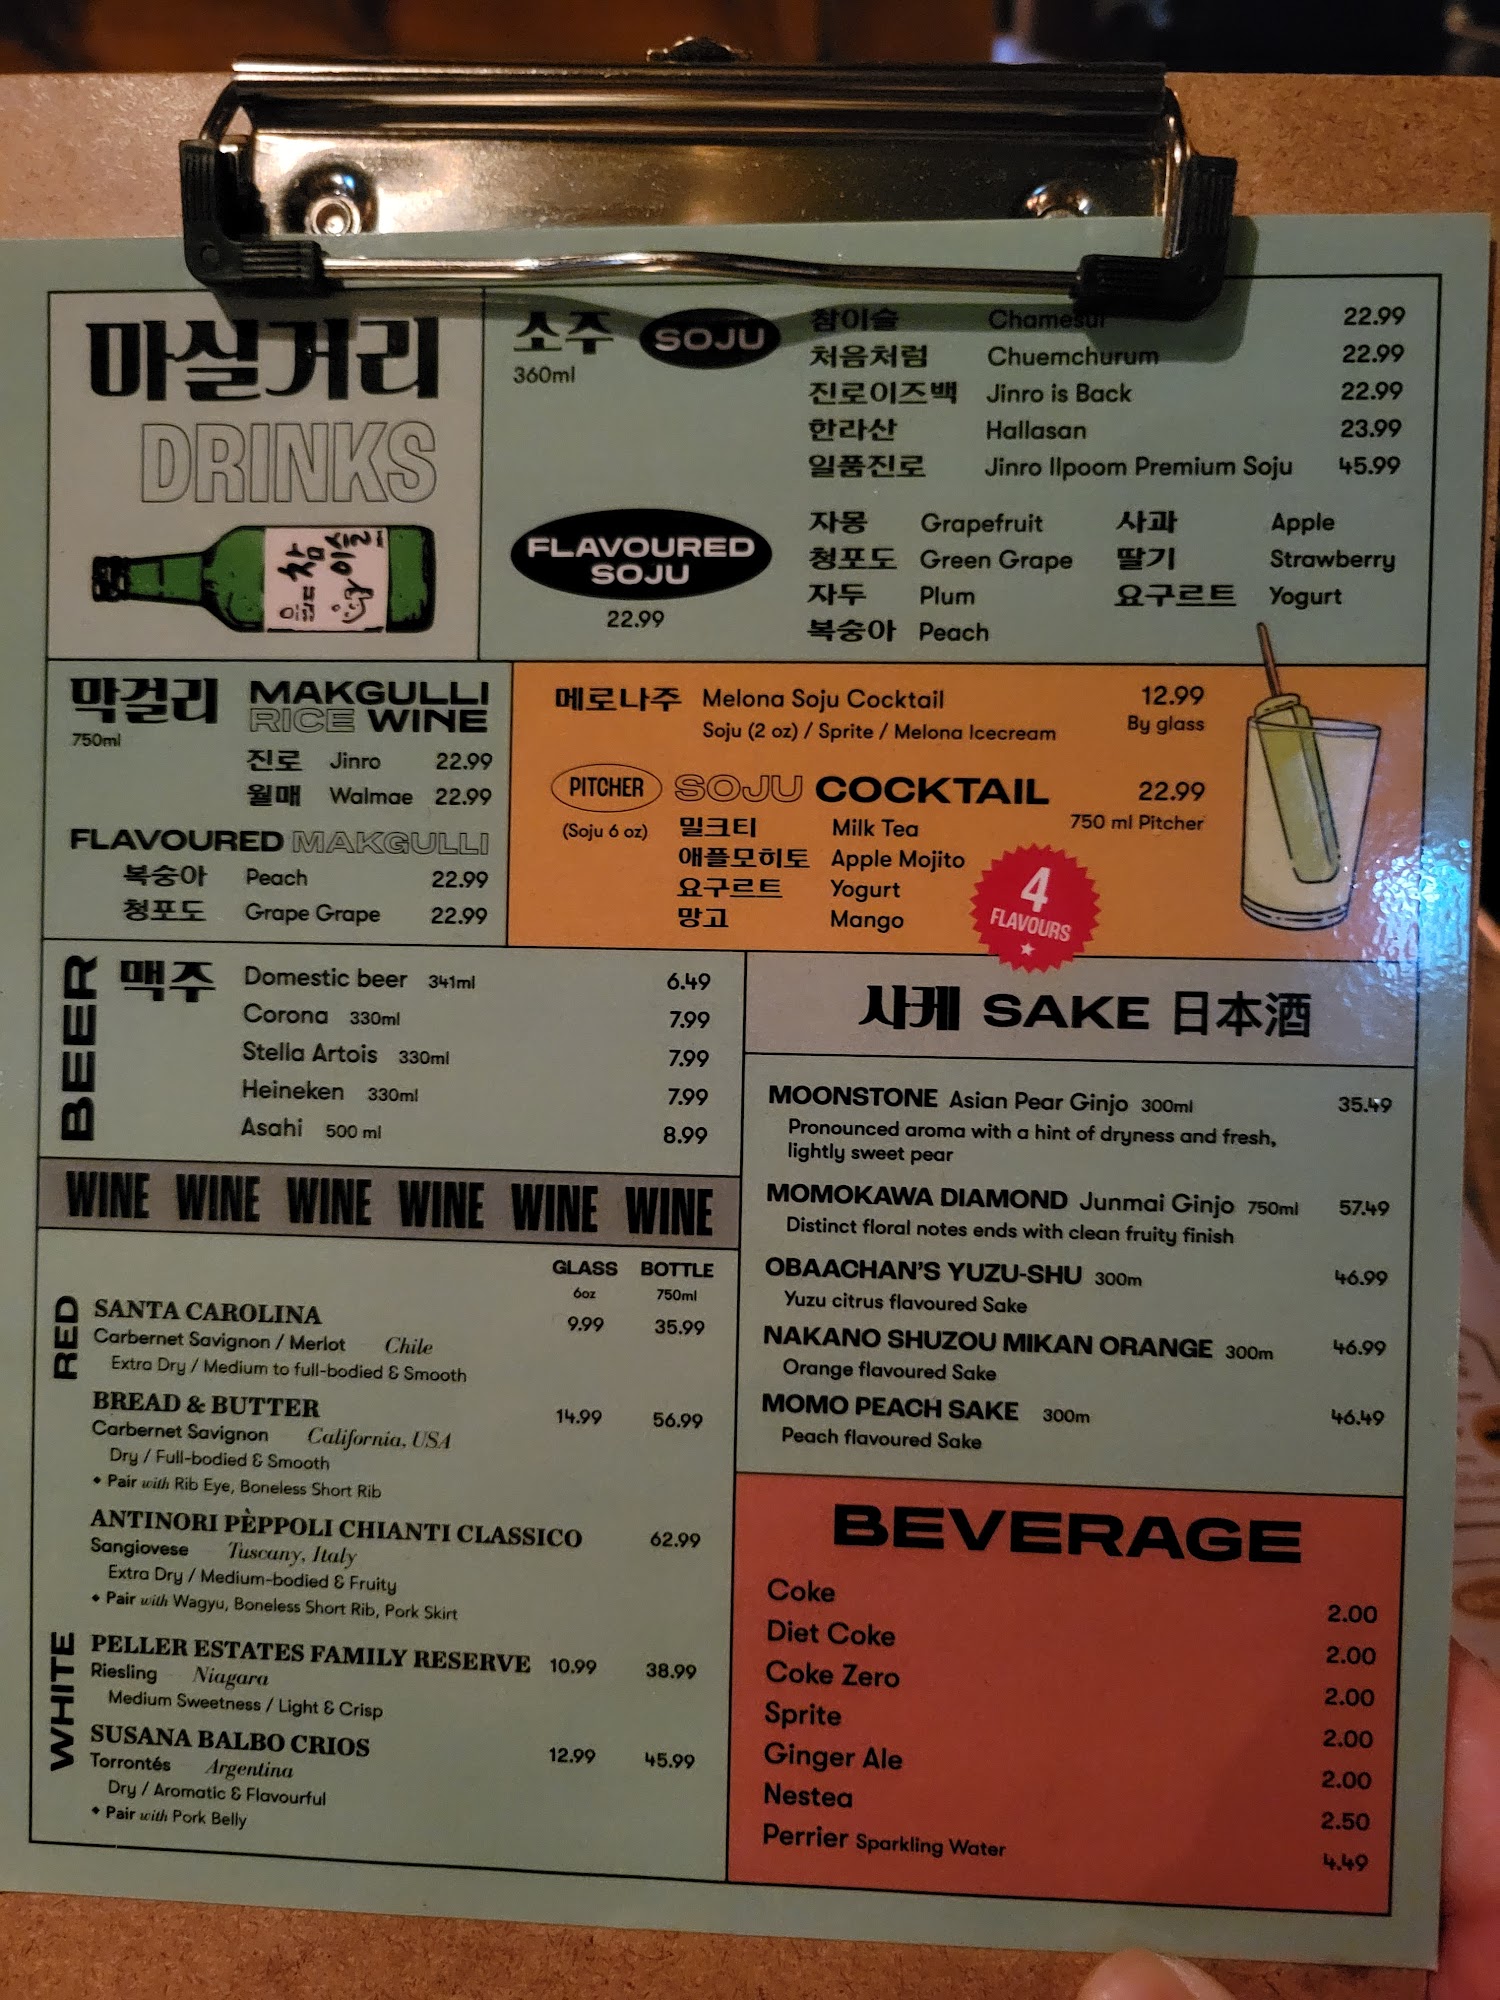 마실거리
DRINKS
참이슬
소주 SOJU
360ml
참이슬 Chamesul 22.99
처음처럼 Chuemchurum 22.99
진로이즈백 Jinro is Back 22.99
한라산 Hallasan 23.99
일품진로 Jinro Ilpoom Premium Soju 45.99
FLAVOURED
SOJU
22.99
자몽 Grapefruit 사과 Apple
청포도 Green Grape 딸기 Strawberry
자두 Plum 요구르트 Yogurt
복숭아 Peach
막걸리 MAKGULLI
RICE WINE
750ml
진로 Jinro 22.99
월매 Walmae 22.99
FLAVOURED MAKGULLI
복숭아 Peach 22.99
청포도 Grape Grape 22.99
메로나주 Melona Soju Cocktail 12.99
Soju (2 oz) / Sprite / Melona Icecream By glass
PITCHER SOJU COCKTAIL 22.99
(Soju 6 oz) 750 ml Pitcher
밀크티 Milk Tea
애플모히토 Apple Mojito
요구르트 Yogurt
망고 Mango
4
FLAVOURS
BEER 맥주
Domestic beer 341ml 6.49
Corona 330ml 7.99
Stella Artois 330ml 7.99
Heineken 330ml 7.99
Asahi 500 ml 8.99
WINE WINE WINE WINE WINE WINE
GLASS BOTTLE
6oz 750ml
RED
SANTA CAROLINA 9.99 35.99
Carbernet Savignon / Merlot Chile
Extra Dry / Medium to full-bodied & Smooth
BREAD & BUTTER 14.99 56.99
Carbernet Savignon California, USA
Dry / Full-bodied & Smooth
◆ Pair with Rib Eye, Boneless Short Rib
ANTINORI PÈPPOLI CHIANTI CLASSICO 62.99
Sangiovese Tuscany, Italy
Extra Dry / Medium-bodied & Fruity
◆ Pair with Wagyu, Boneless Short Rib, Pork Skirt
WHITE
PELLER ESTATES FAMILY RESERVE 10.99 38.99
Riesling Niagara
Medium Sweetness / Light & Crisp
SUSANA BALBO CRIOS 12.99 45.99
Torrontés Argentina
Dry / Aromatic & Flavourful
◆ Pair with Pork Belly
사케 SAKE 日本酒
MOONSTONE Asian Pear Ginjo 300ml 35.49
Pronounced aroma with a hint of dryness and fresh,
lightly sweet pear
MOMOKAWA DIAMOND Junmai Ginjo 750ml 57.49
Distinct floral notes ends with clean fruity finish
OBAACHAN'S YUZU-SHU 300m 46.99
Yuzu citrus flavoured Sake
NAKANO SHUZOU MIKAN ORANGE 300m 46.99
Orange flavoured Sake
MOMO PEACH SAKE 300m 46.49
Peach flavoured Sake
BEVERAGE
Coke 2.00
Diet Coke 2.00
Coke Zero 2.00
Sprite 2.00
Ginger Ale 2.00
Nestea 2.50
Perrier Sparkling Water 4.49